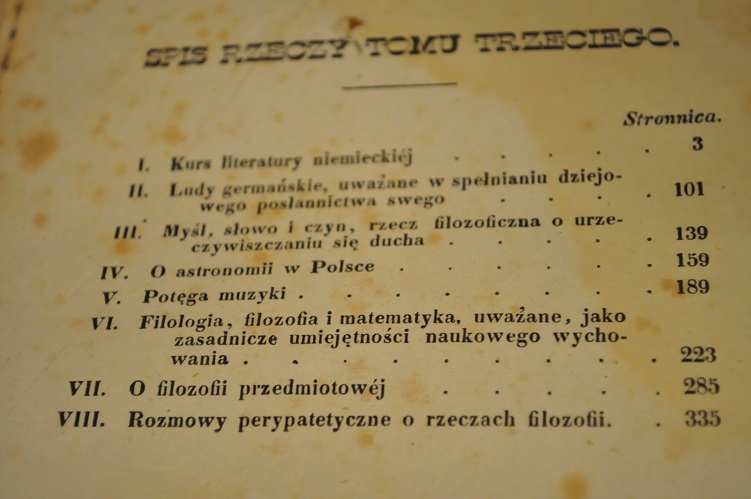 SPIS RZECZY TOMU TRZECIEGO.
Stronnica.
I. Kurs literatury niemieckiéj . . . . . 3
II. Ludy germańskie, uważane w spełnianiu dziejo-
wego posłannictwa swego . . . . 101
III. Myśl, słowo i czyn, rzecz filozoficzna o urze-
czywiszczaniu się ducha . . . . . 139
IV. O astronomii w Polsce . . . . . 159
V. Potęga muzyki . . . . . . . . 189
VI. Filologia, filozofia i matematyka, uważane, jako
zasadnicze umiejętności naukowego wycho-
wania . . . . . . . . . 223
VII. O filozofii przedmiotowéj . . . . . 285
VIII. Rozmowy perypatetyczne o rzeczach filozofii. . 335